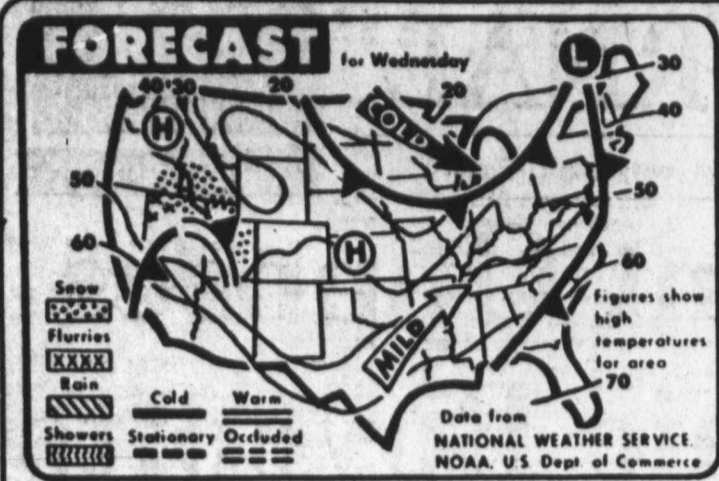 FORECAST
for Wednesday
L
40 30 20
20
30
40
50
60
H
COLD
50
60
H
MILD
Snow
Flurries
XXXX
Rain
Showers
Cold Warm
Stationary Occluded
Figures show
high
temperatures
for area
70
Data from
NATIONAL WEATHER SERVICE.
NOAA, U.S. Dept. of Commerce